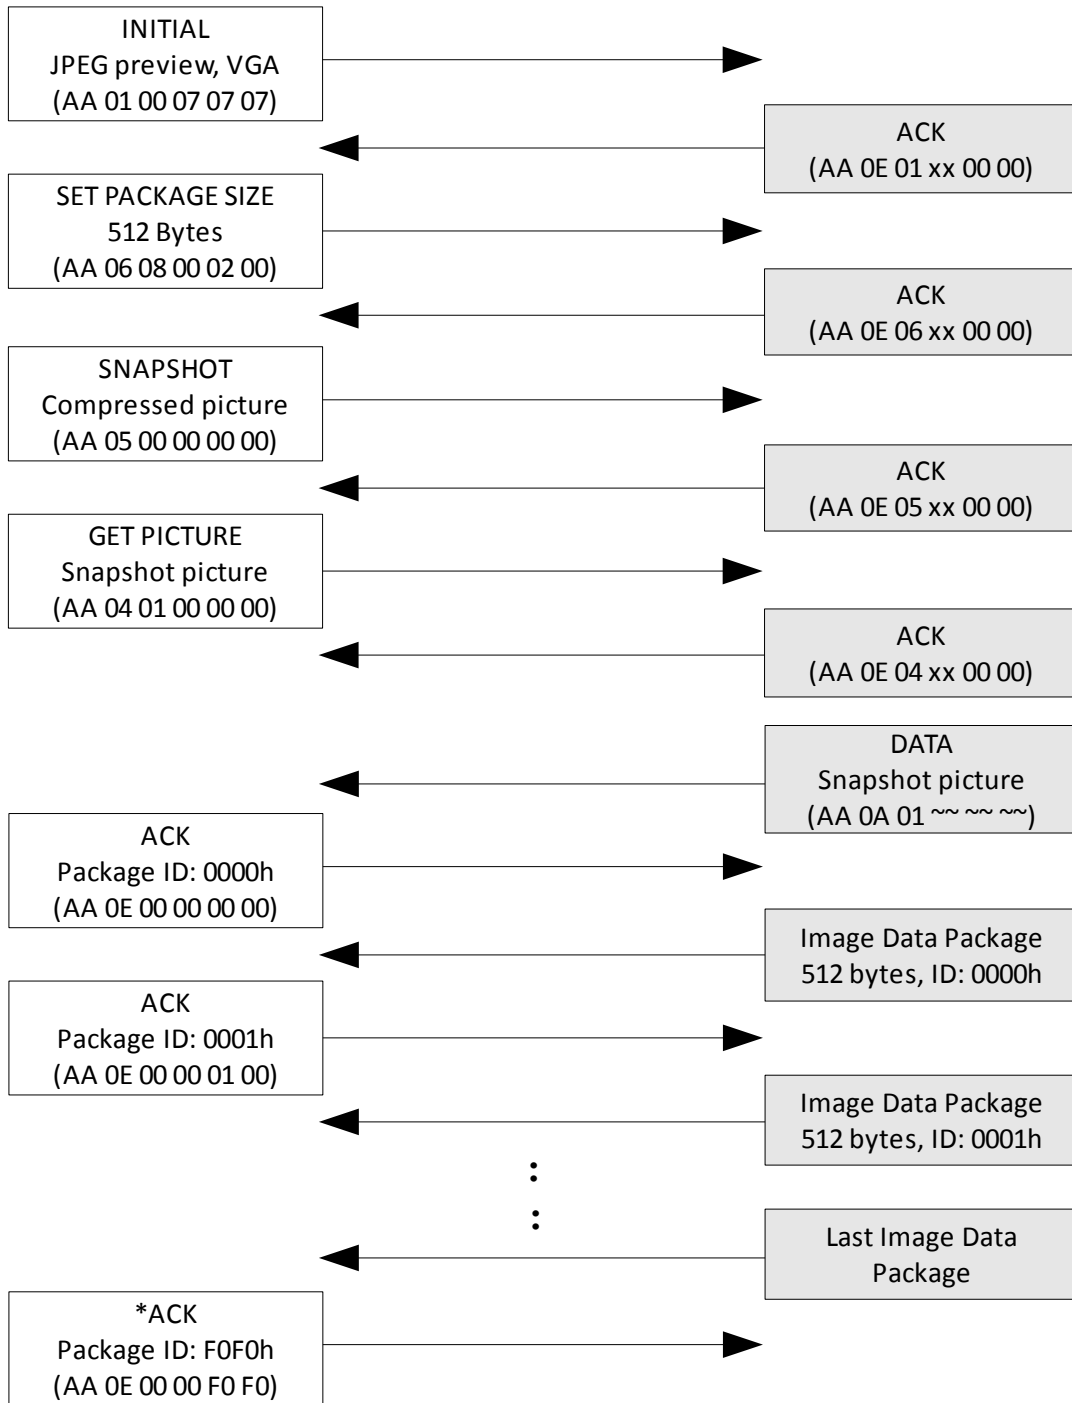 INITIAL
JPEG preview, VGA
(AA 01 00 07 07 07)
ACK
(AA 0E 01 xx 00 00)
SET PACKAGE SIZE
512 Bytes
(AA 06 08 00 02 00)
ACK
(AA 0E 06 xx 00 00)
SNAPSHOT
Compressed picture
(AA 05 00 00 00 00)
ACK
(AA 0E 05 xx 00 00)
GET PICTURE
Snapshot picture
(AA 04 01 00 00 00)
ACK
(AA 0E 04 xx 00 00)
DATA
Snapshot picture
(AA 0A 01 ~~ ~~ ~~)
ACK
Package ID: 0000h
(AA 0E 00 00 00 00)
Image Data Package
512 bytes, ID: 0000h
ACK
Package ID: 0001h
(AA 0E 00 00 01 00)
Image Data Package
512 bytes, ID: 0001h
Last Image Data
Package
*ACK
Package ID: F0F0h
(AA 0E 00 00 F0 F0)